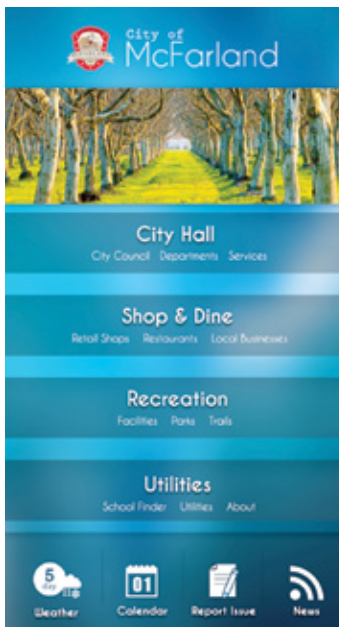 City of
McFarland
City Hall
City Council Departments Services
Shop & Dine
Retail Shops Restaurants Local Businesses
Recreation
Facilities Parks Trails
Utilities
School Finder Utilities About
5
day
01
Weather Calendar Report Issue News